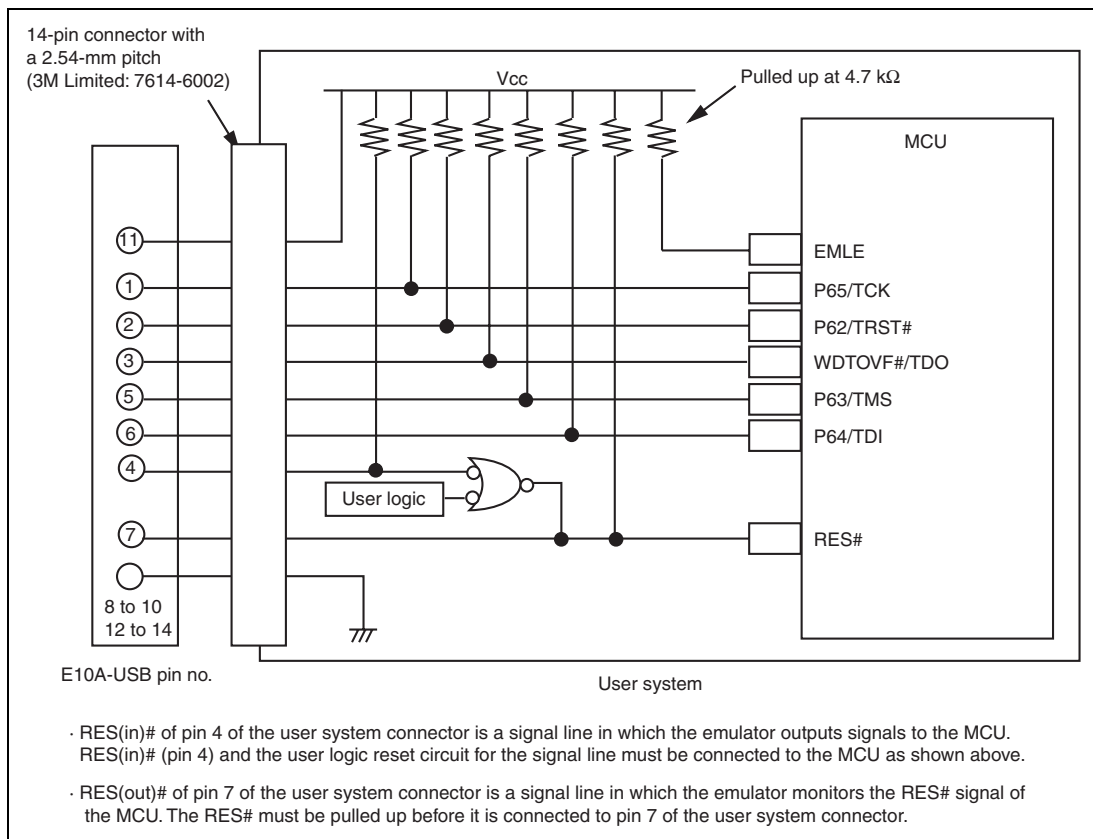 14-pin connector with
a 2.54-mm pitch
(3M Limited: 7614-6002)
Vcc
Pulled up at 4.7 kΩ
MCU
11
EMLE
1
P65/TCK
2
P62/TRST#
3
WDTOVF#/TDO
5
P63/TMS
6
P64/TDI
4
User logic
7
RES#
8 to 10
12 to 14
E10A-USB pin no.
User system
· RES(in)# of pin 4 of the user system connector is a signal line in which the emulator outputs signals to the MCU.
RES(in)# (pin 4) and the user logic reset circuit for the signal line must be connected to the MCU as shown above.
· RES(out)# of pin 7 of the user system connector is a signal line in which the emulator monitors the RES# signal of
the MCU. The RES# must be pulled up before it is connected to pin 7 of the user system connector.